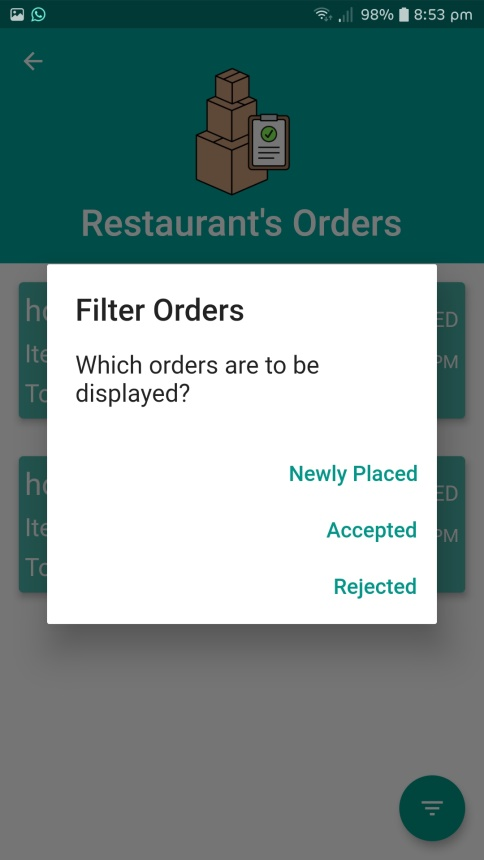 98% 8:53 pm
Restaurant's Orders
Filter Orders
Which orders are to be
displayed?
Newly Placed
Accepted
Rejected